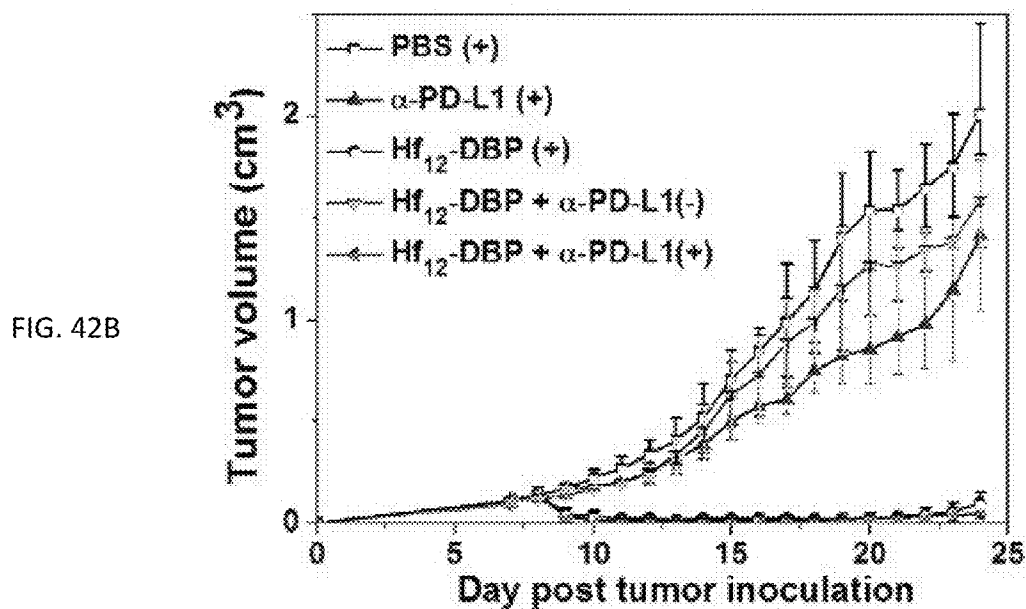 PBS (+)
α-PD-L1 (+)
Hf12-DBP (+)
Hf12-DBP + α-PD-L1(-)
Hf12-DBP + α-PD-L1(+)
FIG. 42B
Tumor volume (cm³)
2
1
0
0 5 10 15 20 25
Day post tumor inoculation